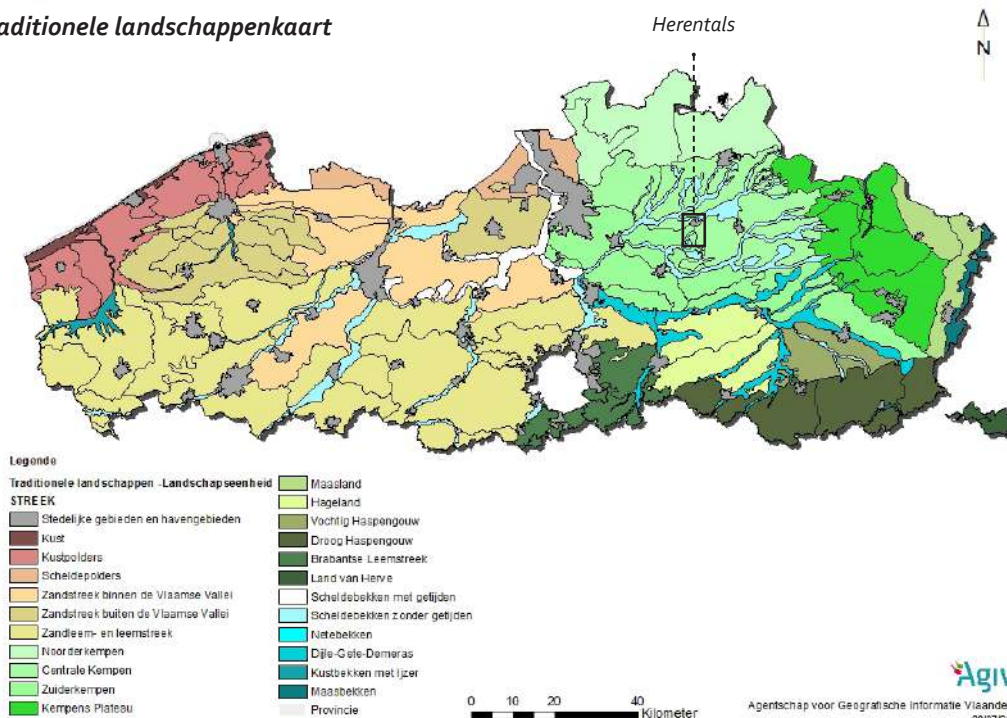 aditionele landschappenkaart
Herentals
N
Legende
Traditionele landschappen - Landschapseenheid
STREEK
Stedelijke gebieden en havengebieden
Kust
Kustpolders
Scheldepolders
Zandstreek binnen de Vlaamse Vallei
Zandstreek buiten de Vlaamse Vallei
Zandleem- en leemstreek
Noorderkempen
Centrale Kempen
Zuiderkempen
Kempens Plateau
Maasland
Hageland
Vochtig Haspengouw
Droog Haspengouw
Brabantse Leemstreek
Land van Herve
Scheldebekken met getijden
Scheldebekken zonder getijden
Netebekken
Dijle-Gete-Demeras
Kustbekken met Ijzer
Maasbekken
Provincie
0 10 20 40
Kilometer
Agiv
Agentschap voor Geografische Informatie Vlaande